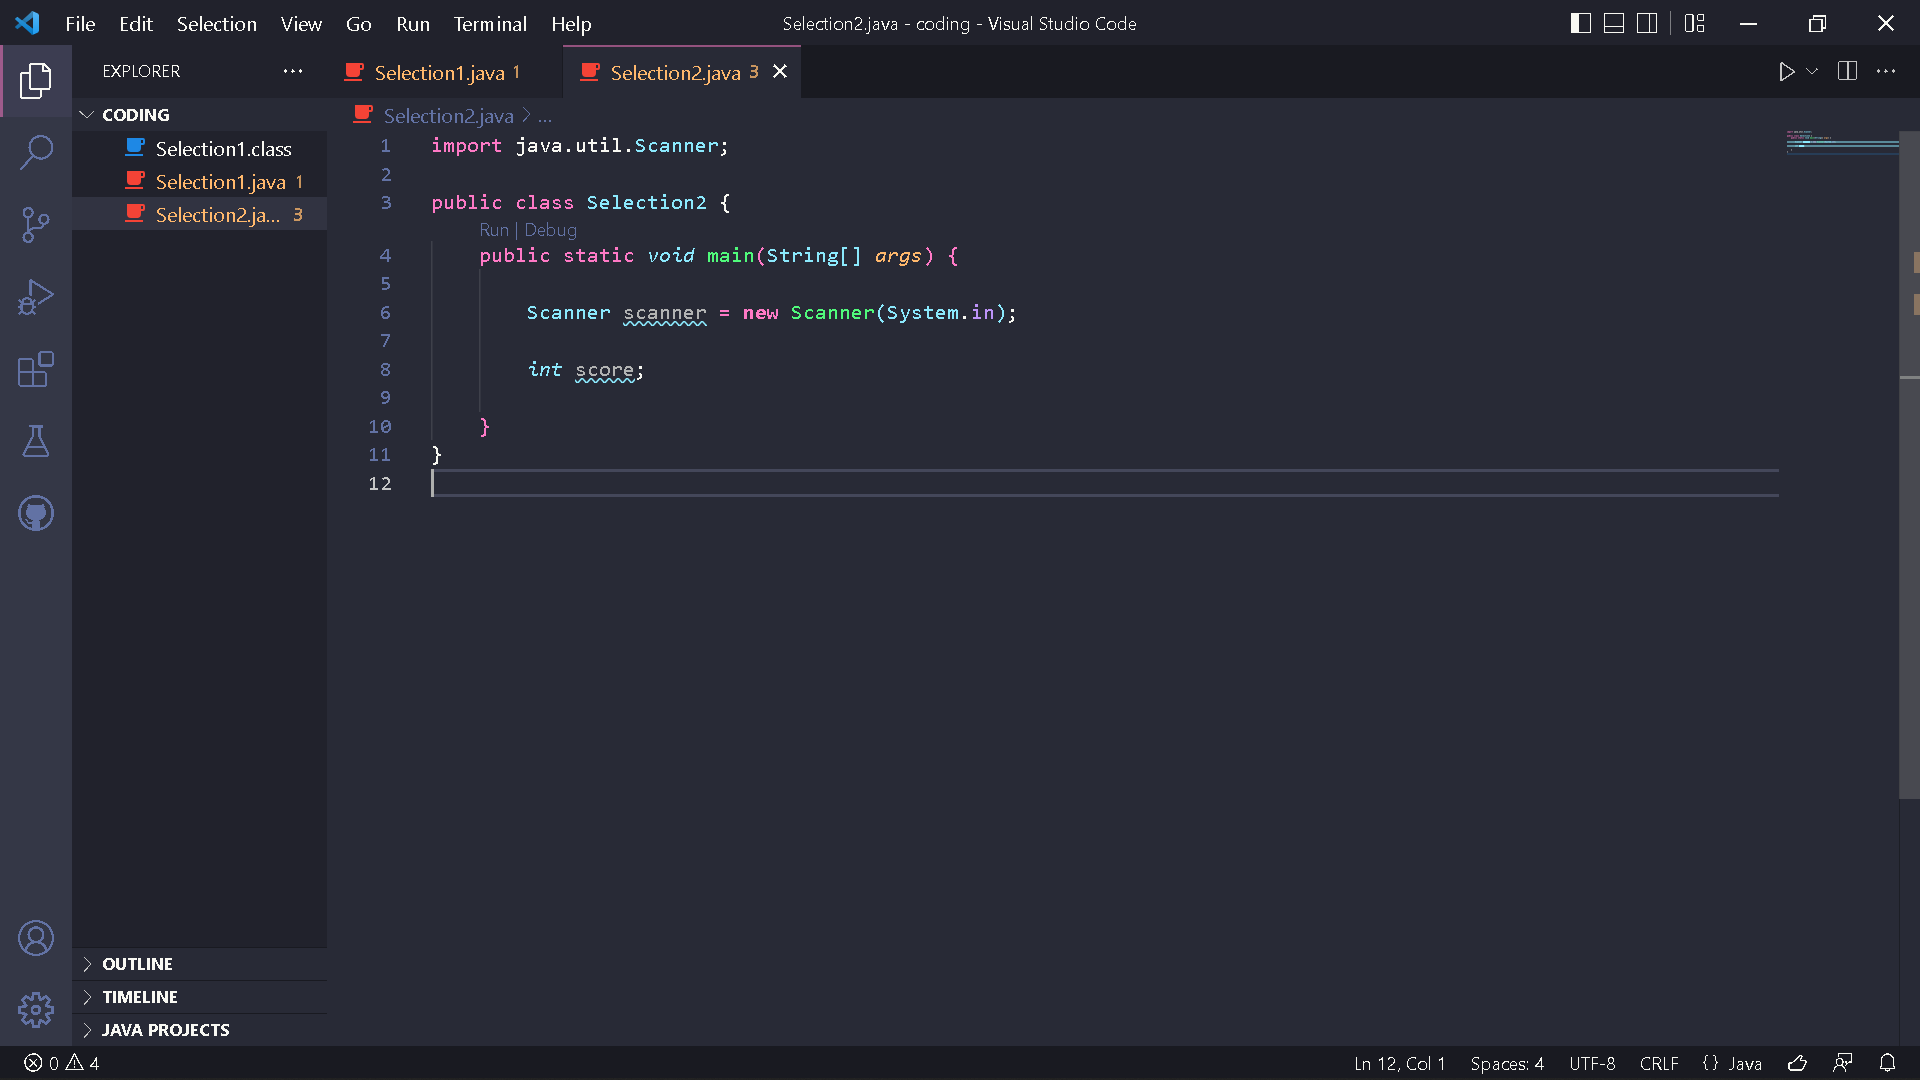 File Edit Selection View Go Run Terminal Help Selection2.java - coding - Visual Studio Code
EXPLORER ... Selection1.java 1 Selection2.java 3
CODING
Selection1.class
Selection1.java 1
Selection2.ja... 3
OUTLINE
TIMELINE
JAVA PROJECTS
Selection2.java > ...
1 import java.util.Scanner;
2
3 public class Selection2 {
Run | Debug
4 public static void main(String[] args) {
5
6 Scanner scanner = new Scanner(System.in);
7
8 int score;
9
10 }
11 }
12
0 4 Ln 12, Col 1 Spaces: 4 UTF-8 CRLF {} Java